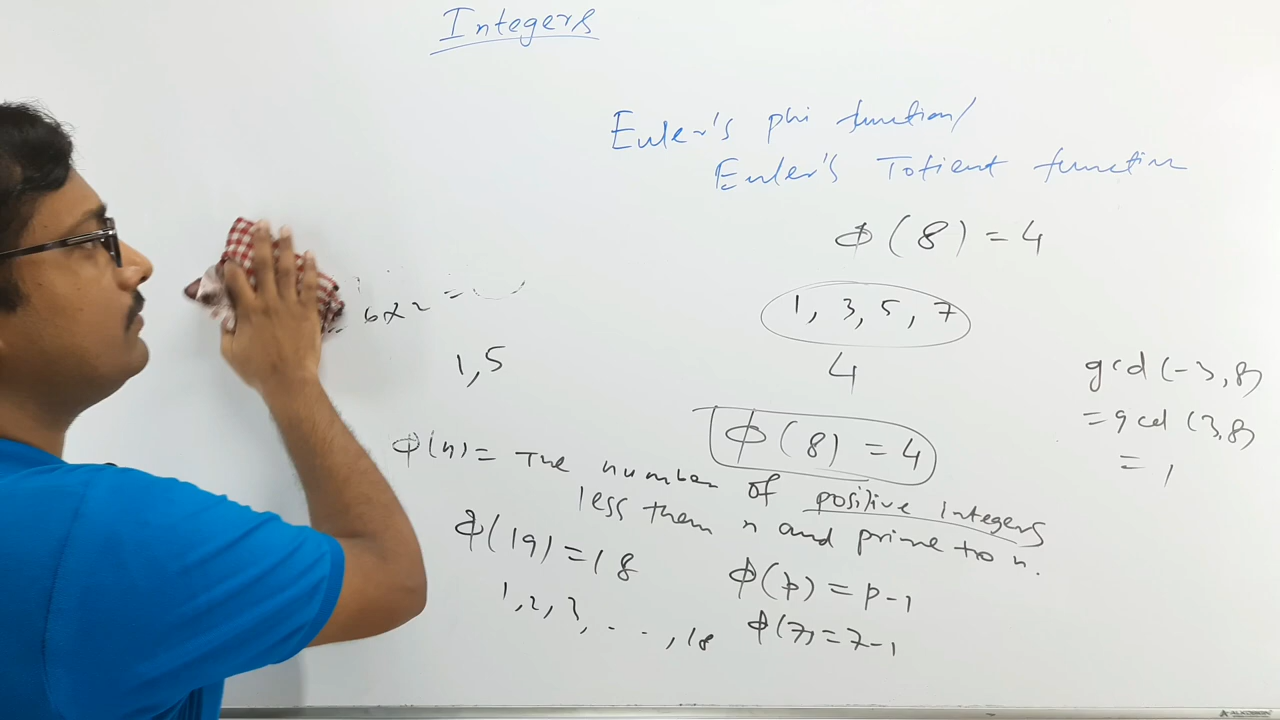 Integers
Euler's phi function/
Euler's Totient function
ϕ(8) = 4
1, 3, 5, 7
4
6x2 =
1, 5
gcd (-3, 8)
= gcd (3, 8)
= 1
ϕ(8) = 4
ϕ(n) = The number of positive integers
less them n and prime to n.
ϕ(19) = 18
1, 2, 3, . . . , 18
ϕ(p) = p-1
ϕ(7) = 7-1